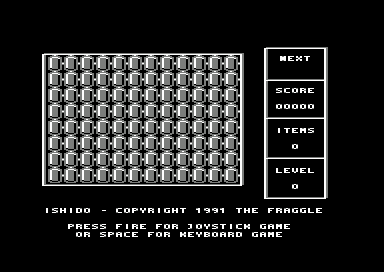 NEXT
SCORE
00000
ITEMS
0
LEVEL
0
ISHIDO - COPYRIGHT 1991 THE FRAGGLE
PRESS FIRE FOR JOYSTICK GAME
OR SPACE FOR KEYBOARD GAME